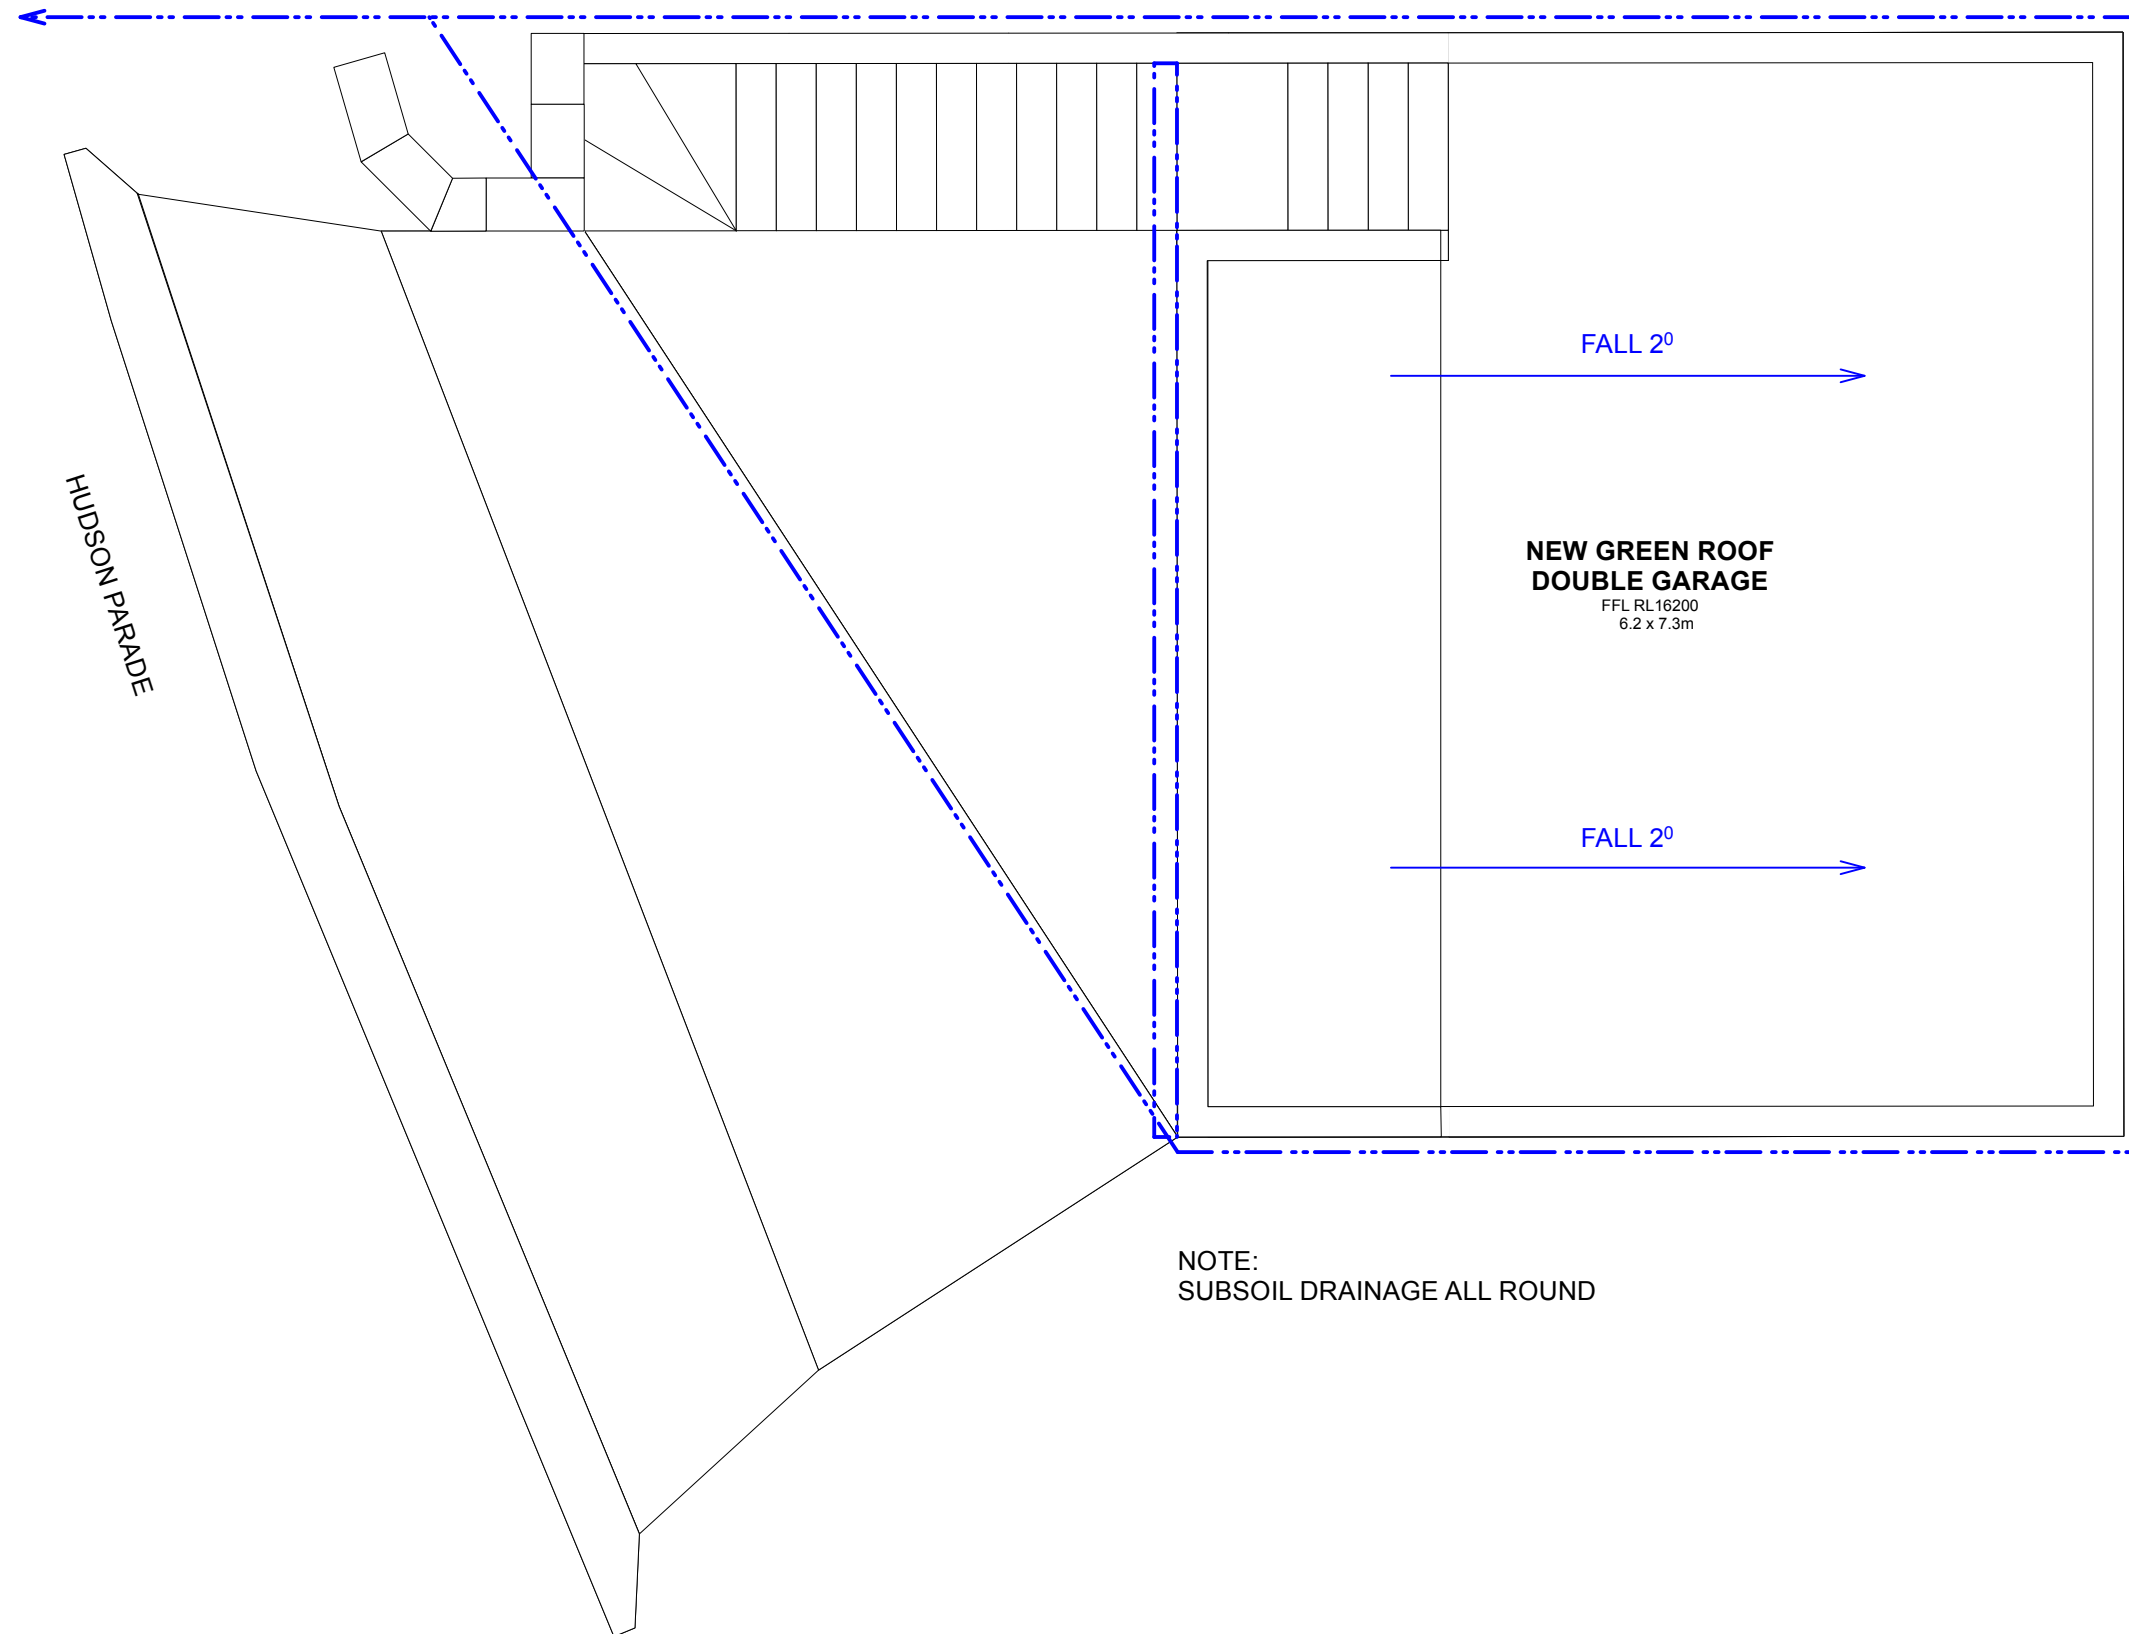 FALL 2⁰
HUDSON PARADE
NEW GREEN ROOF
DOUBLE GARAGE
FFL RL16200
6.2 x 7.3m
FALL 2⁰
NOTE:
SUBSOIL DRAINAGE ALL ROUND